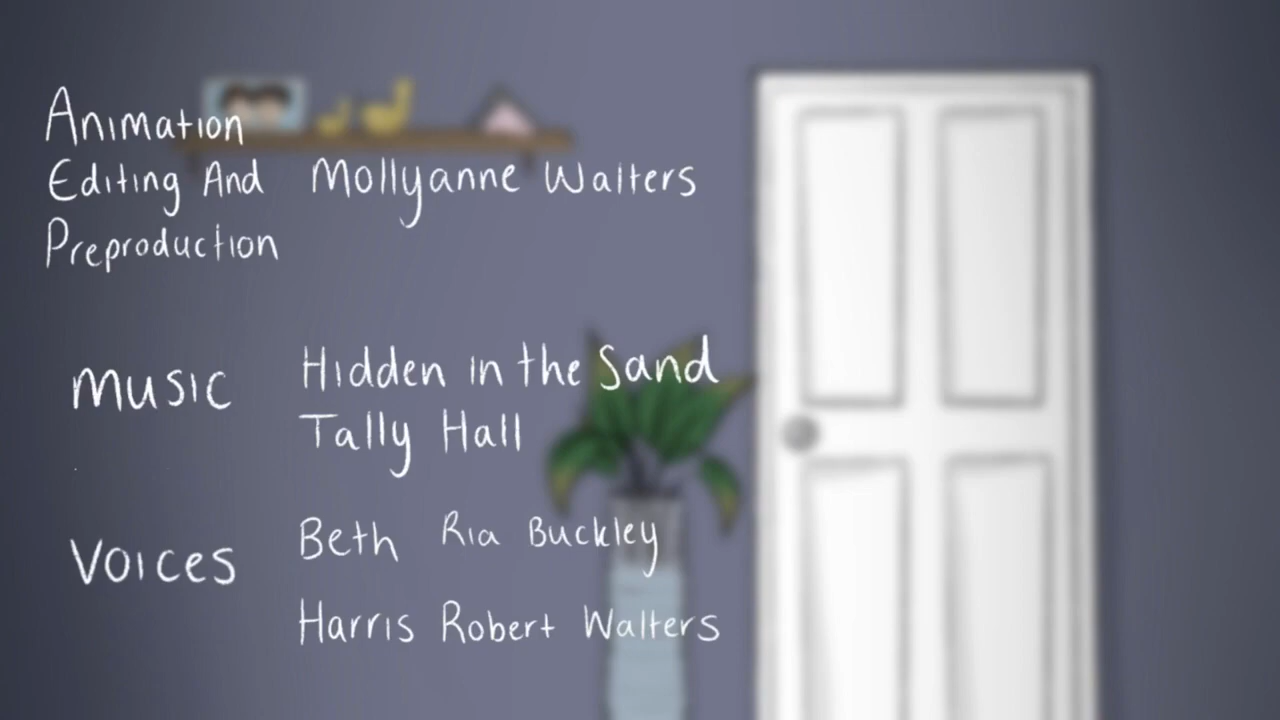 Animation
Editing And Mollyanne Walters
Preproduction
Music Hidden in the Sand
Tally Hall
Voices Beth Ria Buckley
Harris Robert Walters